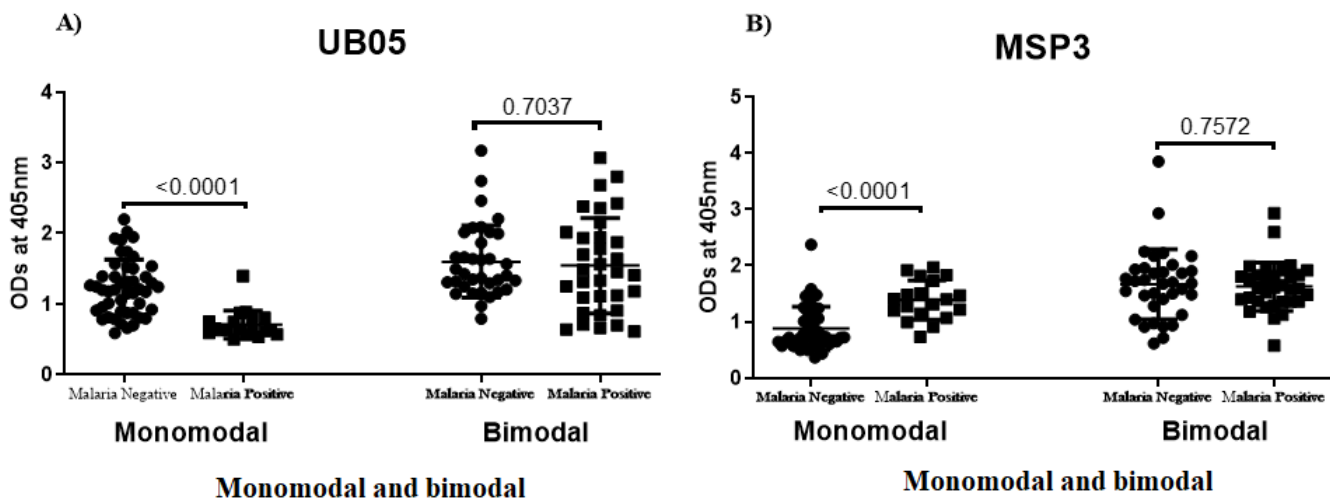 A)
UB05
4
3
2
1
0
ODs at 405nm
<0.0001
0.7037
Malaria Negative
Malaria Positive
Malaria Negative
Malaria Positive
Monomodal
Bimodal
Monomodal and bimodal
B)
MSP3
5
4
3
2
1
0
ODs at 405nm
<0.0001
0.7572
Malaria Negative
Malaria Positive
Malaria Negative
Malaria Positive
Monomodal
Bimodal
Monomodal and bimodal